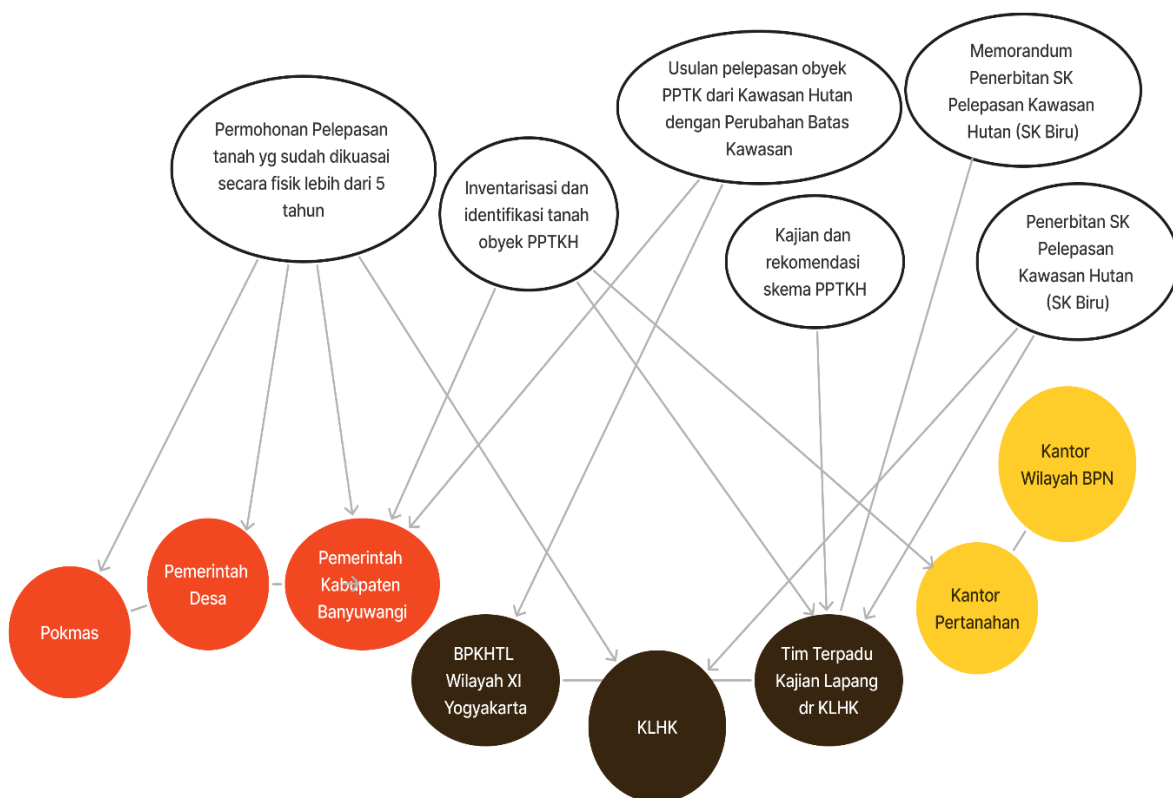 Permohonan Pelepasan
tanah yg sudah dikuasai
secara fisik lebih dari 5
tahun
Inventarisasi dan
identifikasi tanah
obyek PPTKH
Usulan pelepasan obyek
PPTK dari Kawasan Hutan
dengan Perubahan Batas
Kawasan
Kajian dan
rekomendasi
skema PPTKH
Memorandum
Penerbitan SK
Pelepasan Kawasan
Hutan (SK Biru)
Penerbitan SK
Pelepasan
Kawasan Hutan
(SK Biru)
Pokmas
Pemerintah
Desa
Pemerintah
Kabupaten
Banyuwangi
BPKHTL
Wilayah XI
Yogyakarta
KLHK
Tim Terpadu
Kajian Lapang
dr KLHK
Kantor
Pertanahan
Kantor
Wilayah BPN